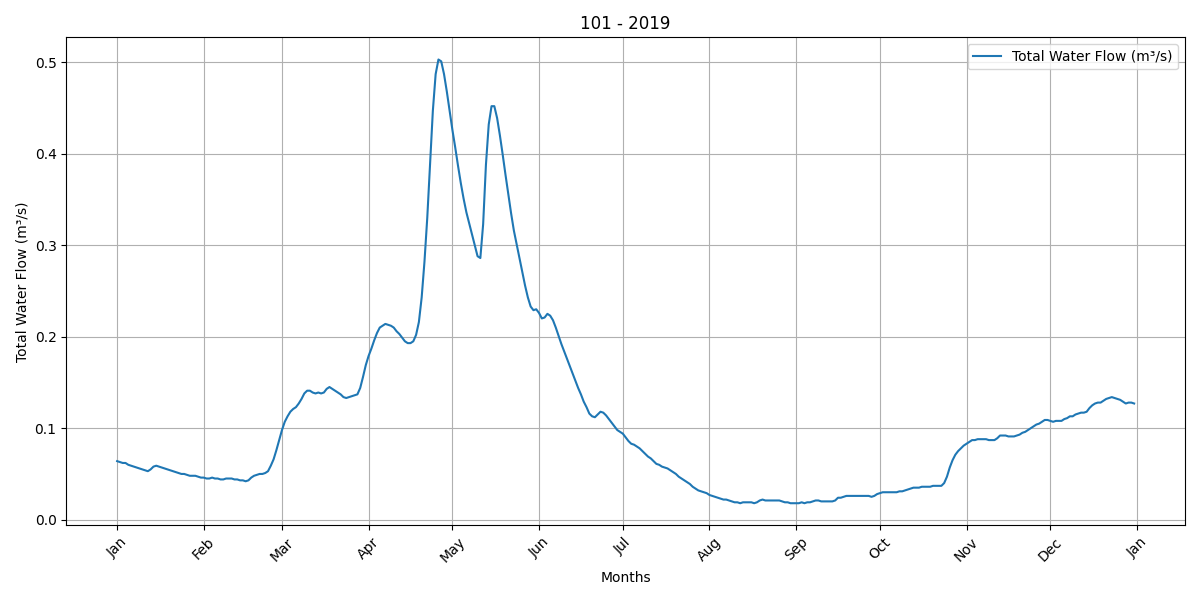 101 - 2019
Total Water Flow (m³/s)
Total Water Flow (m³/s)
0.5
0.4
0.3
0.2
0.1
0.0
Jan
Feb
Mar
Apr
May
Jun
Jul
Aug
Sep
Oct
Nov
Dec
Jan
Months